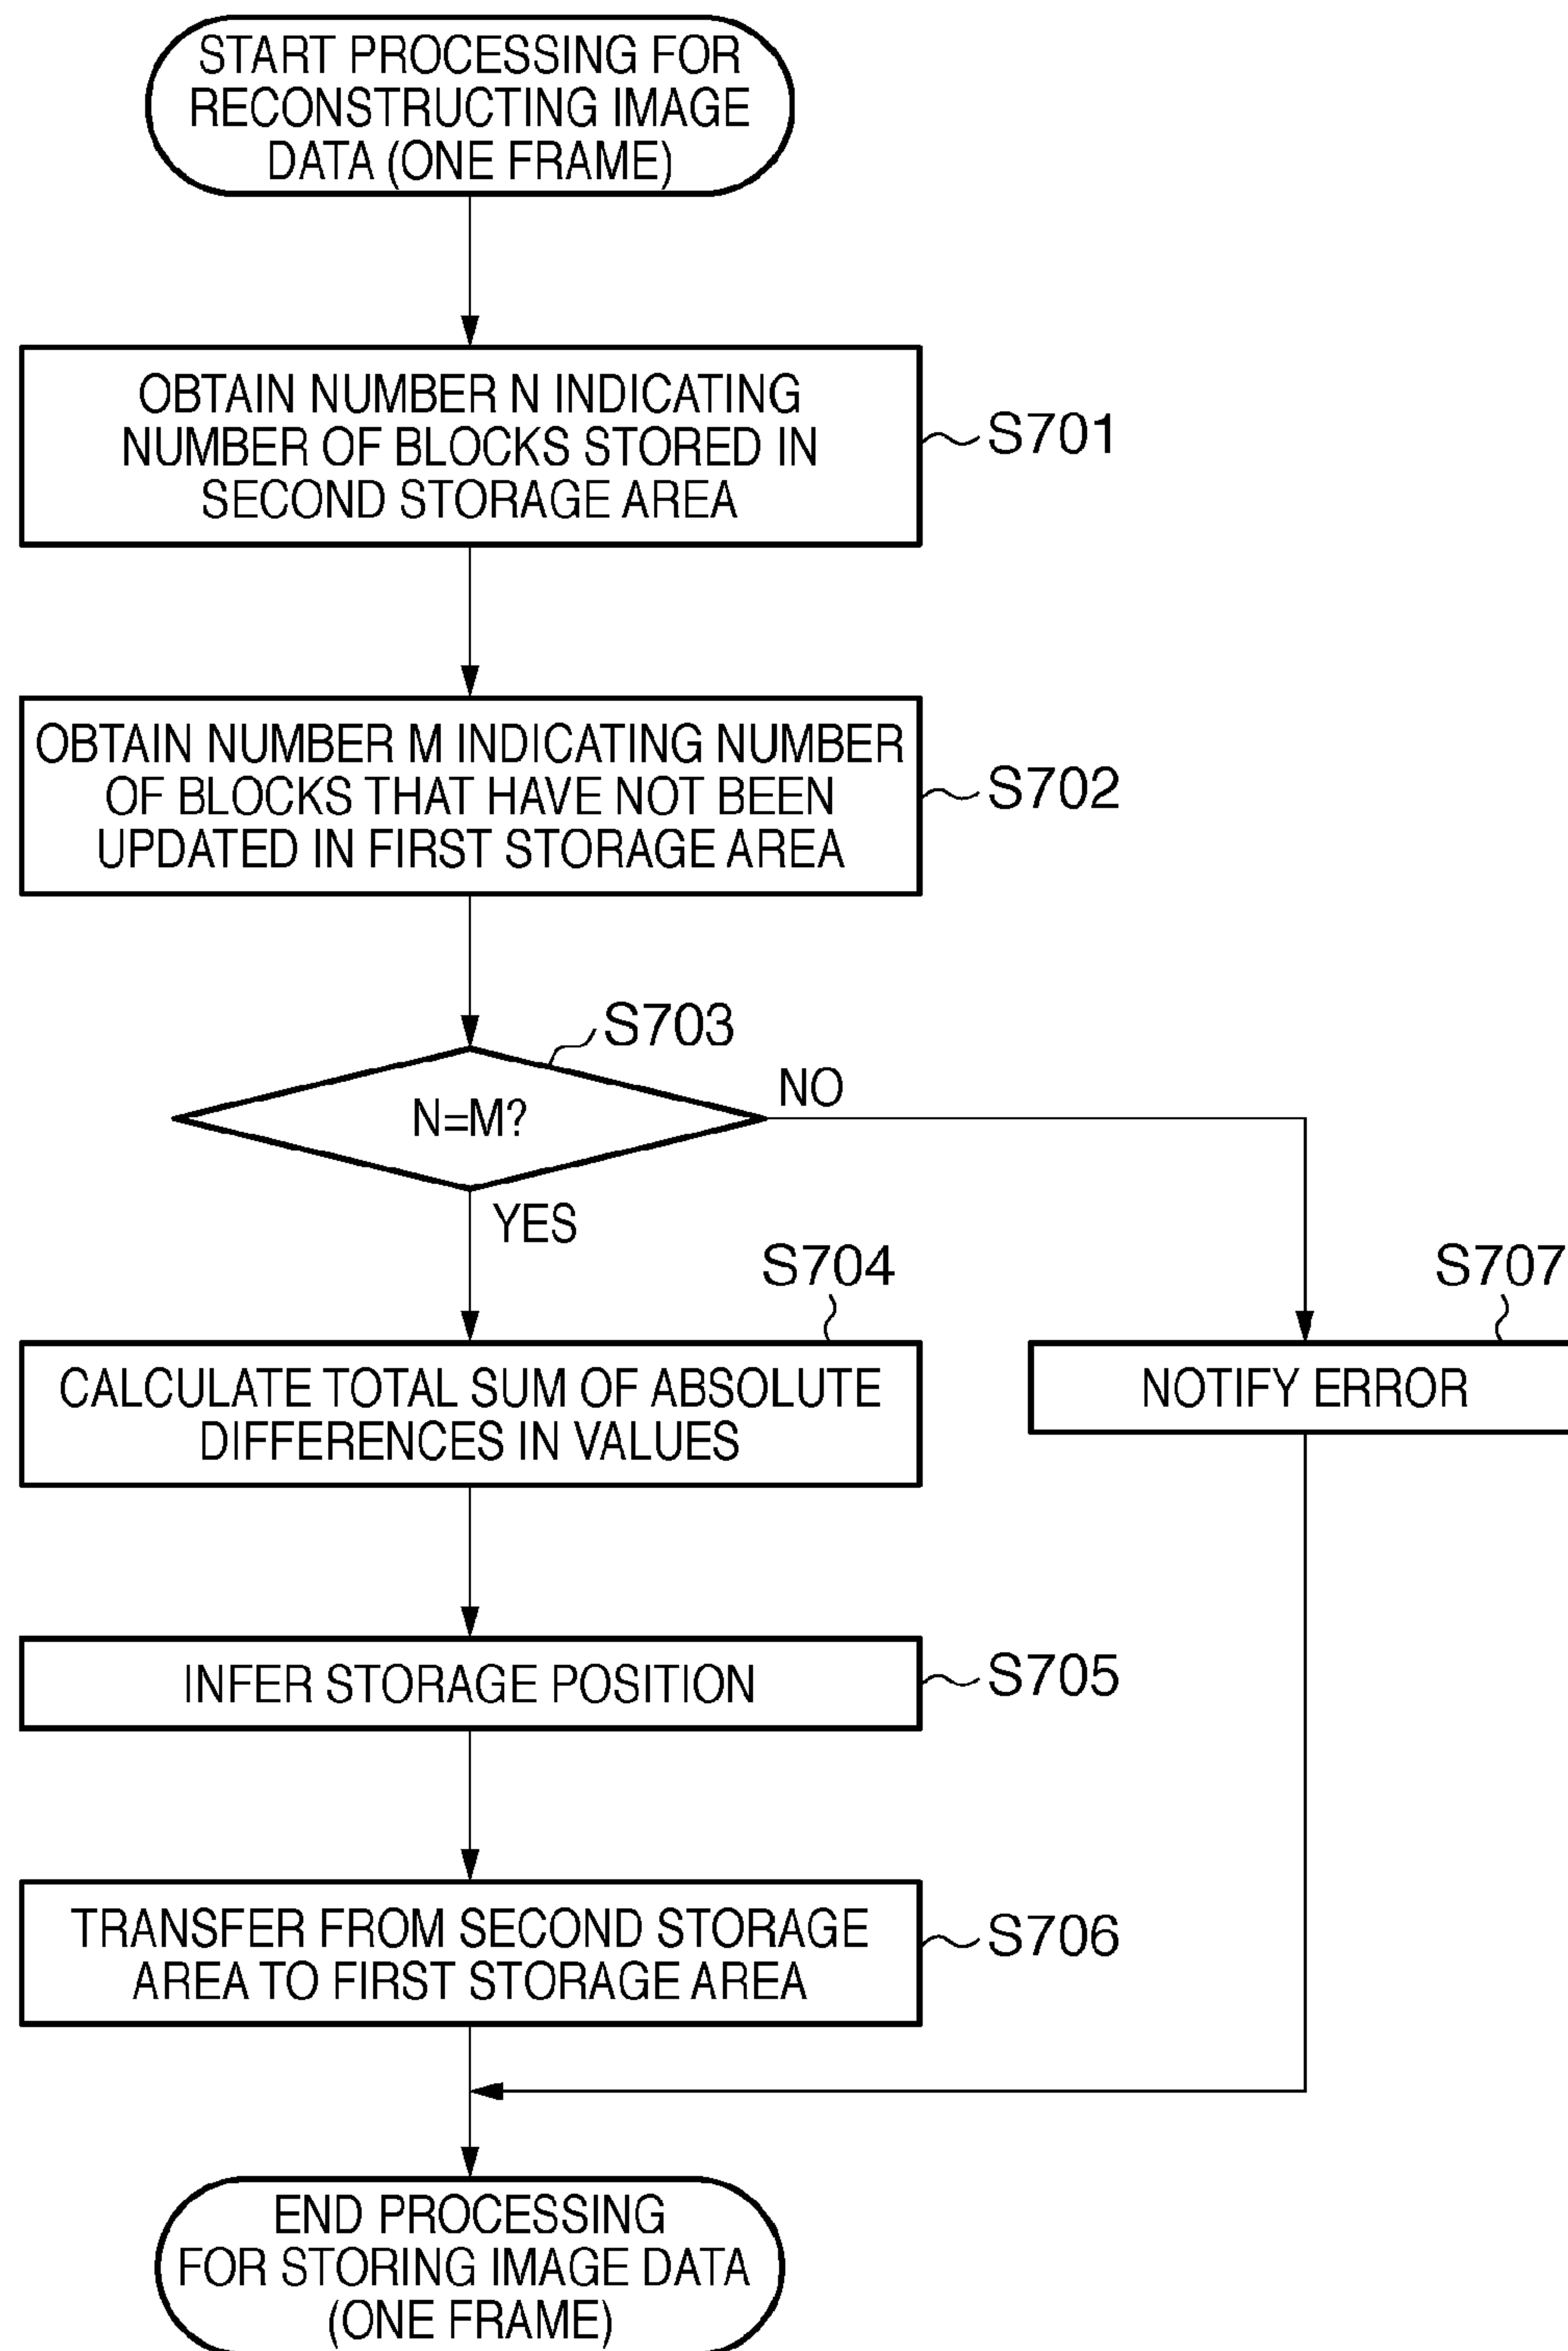 START PROCESSING FOR
RECONSTRUCTING IMAGE
DATA (ONE FRAME)
OBTAIN NUMBER N INDICATING
NUMBER OF BLOCKS STORED IN
SECOND STORAGE AREA
S701
OBTAIN NUMBER M INDICATING NUMBER
OF BLOCKS THAT HAVE NOT BEEN
UPDATED IN FIRST STORAGE AREA
S702
S703
N=M?
NO
YES
S704
CALCULATE TOTAL SUM OF ABSOLUTE
DIFFERENCES IN VALUES
S707
NOTIFY ERROR
INFER STORAGE POSITION
S705
TRANSFER FROM SECOND STORAGE
AREA TO FIRST STORAGE AREA
S706
END PROCESSING
FOR STORING IMAGE DATA
(ONE FRAME)